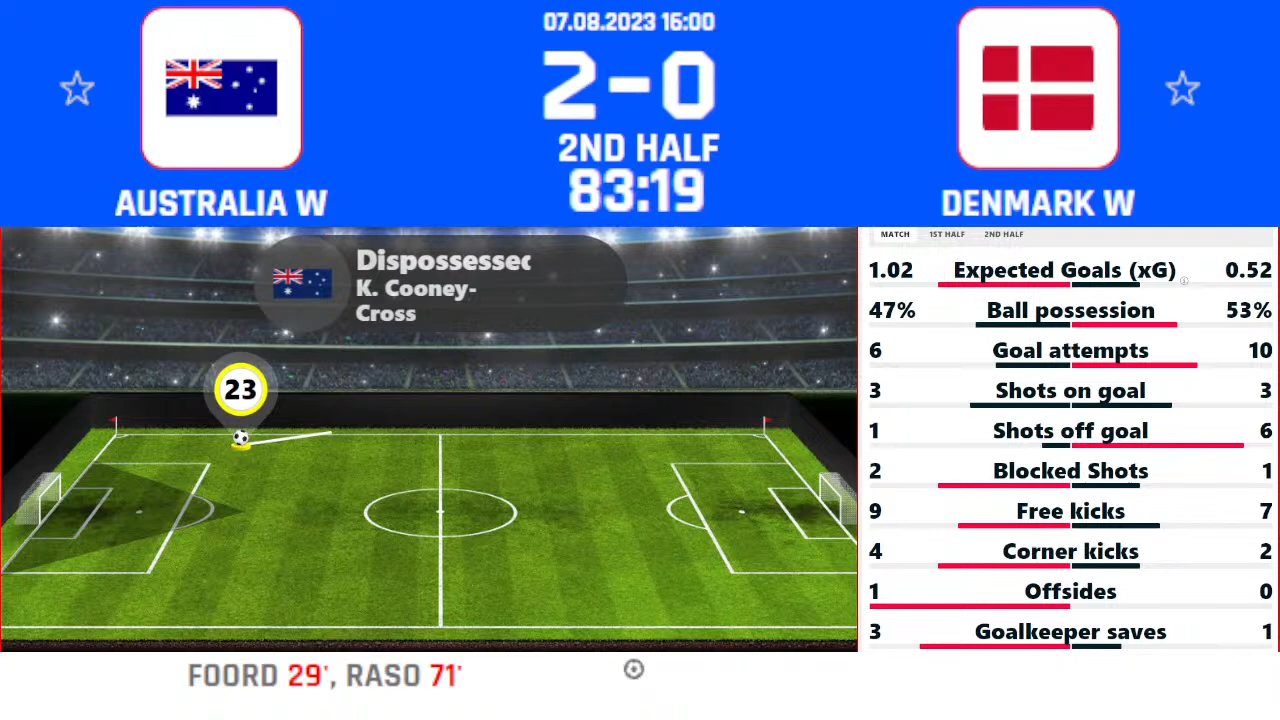 07.08.2023 16:00
2-0
2ND HALF
83:19
AUSTRALIA W
DENMARK W
Dispossessed
K. Cooney-
Cross
23
MATCH 1ST HALF 2ND HALF
1.02 Expected Goals (xG) 0.52
47% Ball possession 53%
6 Goal attempts 10
3 Shots on goal 3
1 Shots off goal 6
2 Blocked Shots 1
9 Free kicks 7
4 Corner kicks 2
1 Offsides 0
3 Goalkeeper saves 1
FOORD 29', RASO 71'